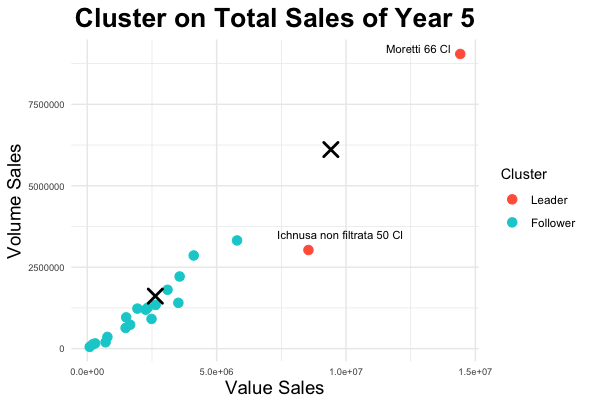 Cluster on Total Sales of Year 5
Moretti 66 Cl
Ichnusa non filtrata 50 Cl
Volume Sales
7500000
5000000
2500000
0
0.0e+00
5.0e+06
1.0e+07
1.5e+07
Value Sales
Cluster
Leader
Follower